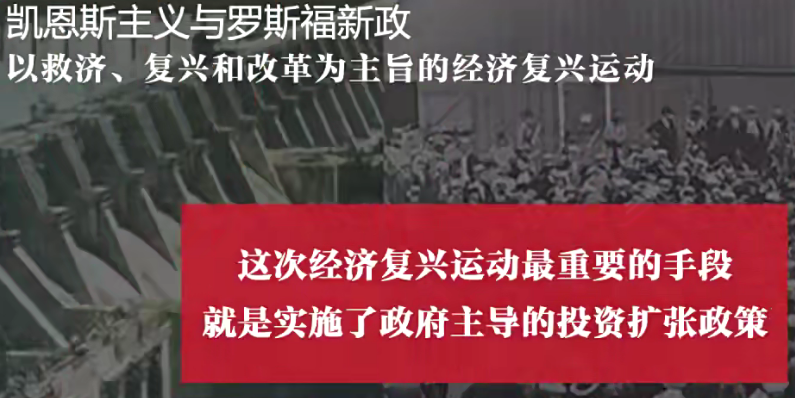 凯恩斯主义与罗斯福新政
以救济、复兴和改革为主旨的经济复兴运动
这次经济复兴运动最重要的手段
就是实施了政府主导的投资扩张政策